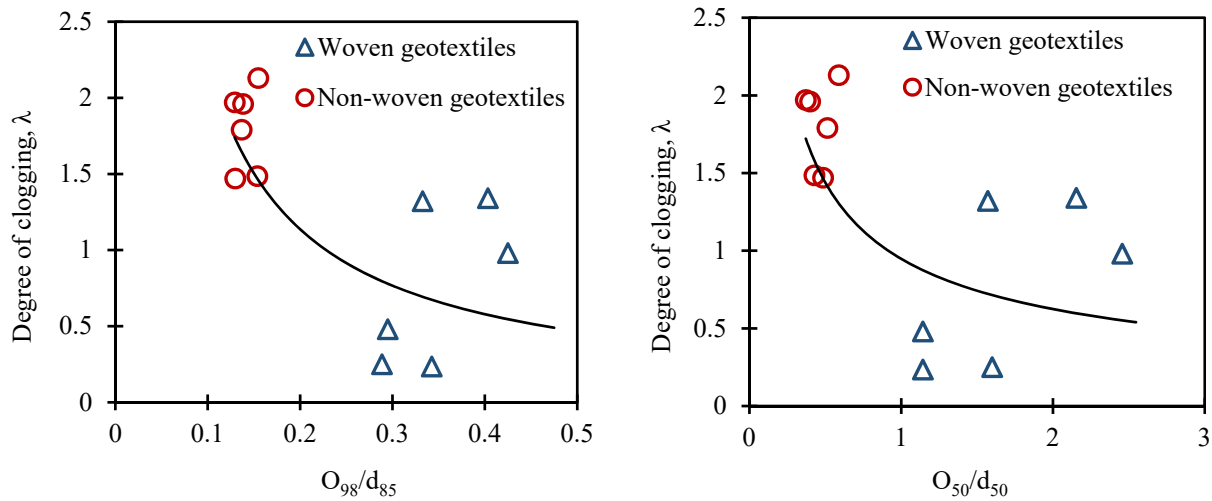 2.5
2
1.5
1
0.5
0
Degree of clogging, λ
Woven geotextiles
Non-woven geotextiles
0 0.1 0.2 0.3 0.4 0.5
O₉₈/d₈₅
2.5
2
1.5
1
0.5
0
Degree of clogging, λ
Woven geotextiles
Non-woven geotextiles
0 1 2 3
O₅₀/d₅₀